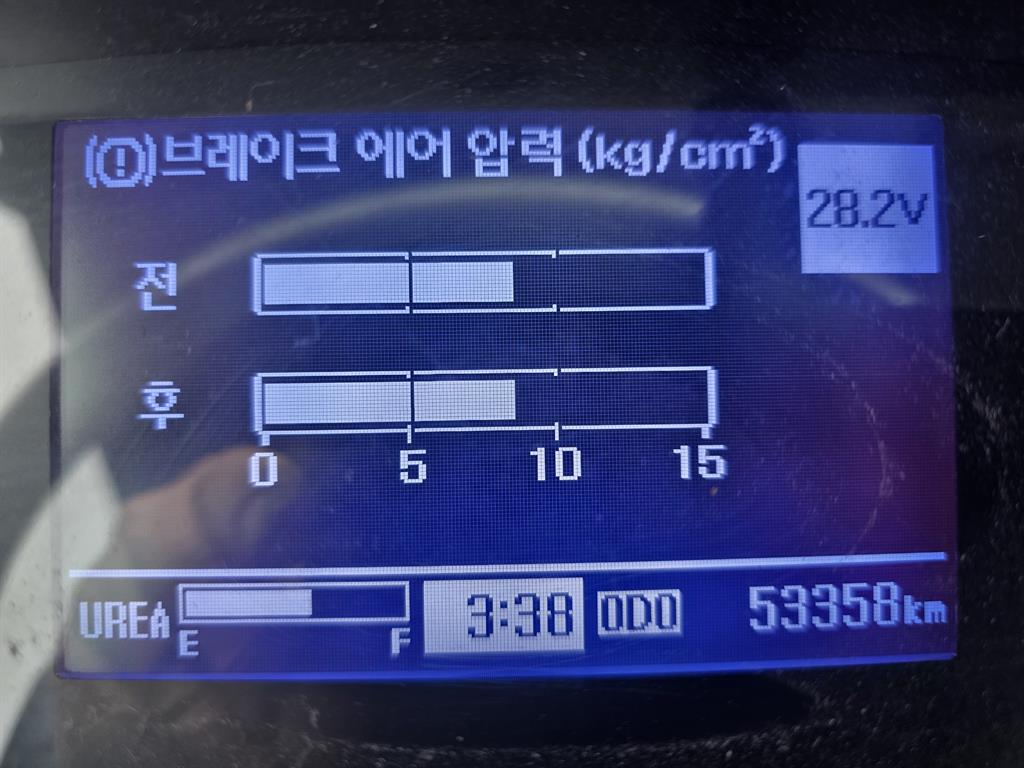 (!)브레이크 에어 압력 (kg/cm²)
28.2V
전
후
0 5 10 15
UREA E F 3:38 ODO 53358km